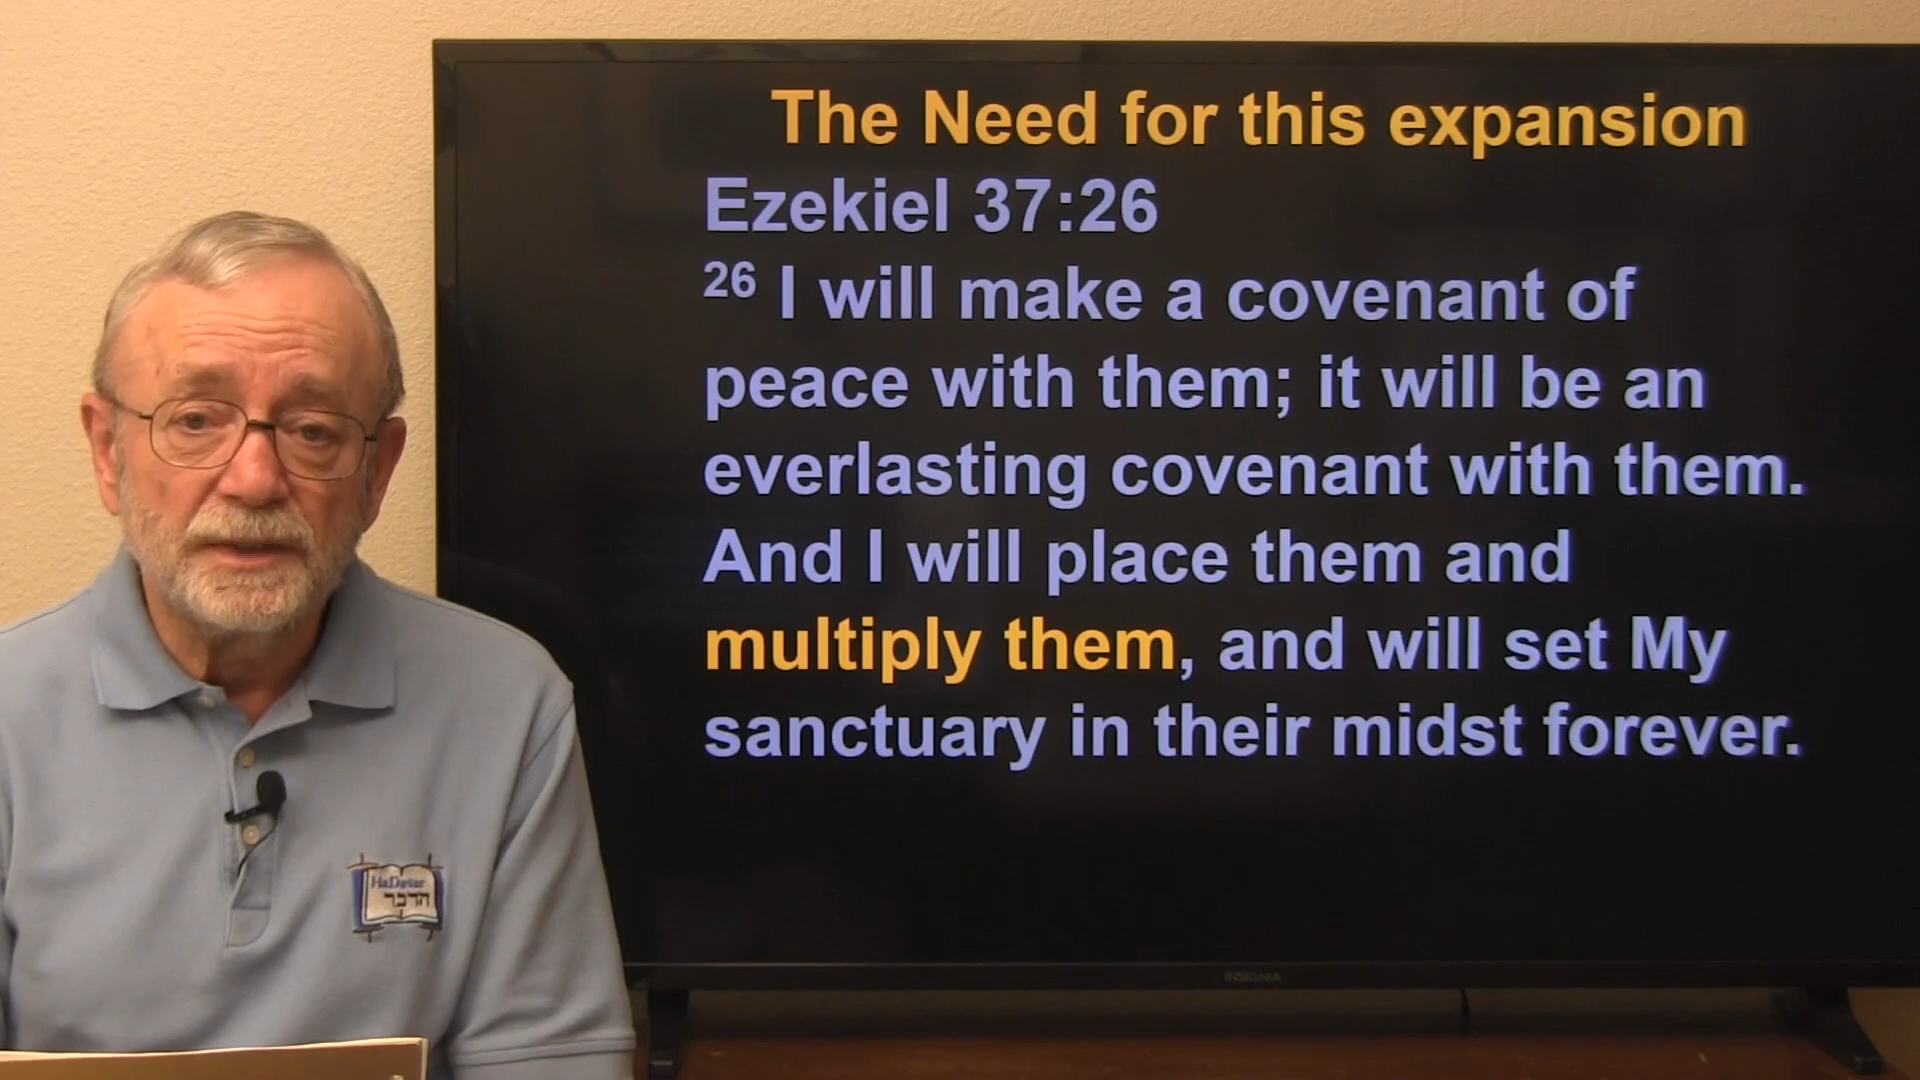 The Need for this expansion
Ezekiel 37:26
26 I will make a covenant of
peace with them; it will be an
everlasting covenant with them.
And I will place them and
multiply them, and will set My
sanctuary in their midst forever.
HaDavar
הדבר
INSIGNIA